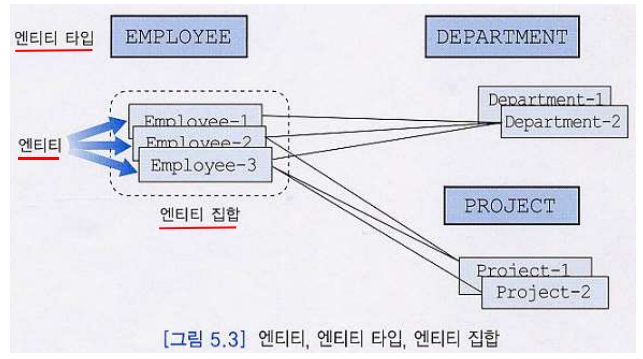 엔티티 타입 EMPLOYEE DEPARTMENT
Employee-1 Department-1
엔티티 Employee-2 Department-2
Employee-3
엔티티 집합 PROJECT
Project-1
Project-2
[그림 5.3] 엔티티, 엔티티 타입, 엔티티 집합